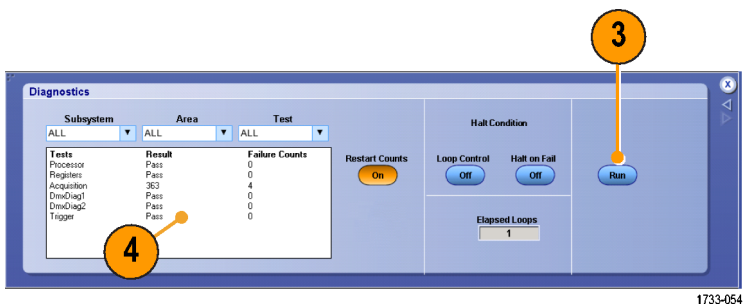 3
X
Diagnostics
Subsystem Area Test
ALL ALL ALL
Halt Condition
Tests Result Failure Counts
Processor Pass 0
Registers Pass 0
Acquisition 363 4
DmxDiag1 Pass 0
DmxDiag2 Pass 0
Trigger Pass 0
Restart Counts
On
Loop Control Halt on Fail
Off Off
Run
Elapsed Loops
1
4
1733-054